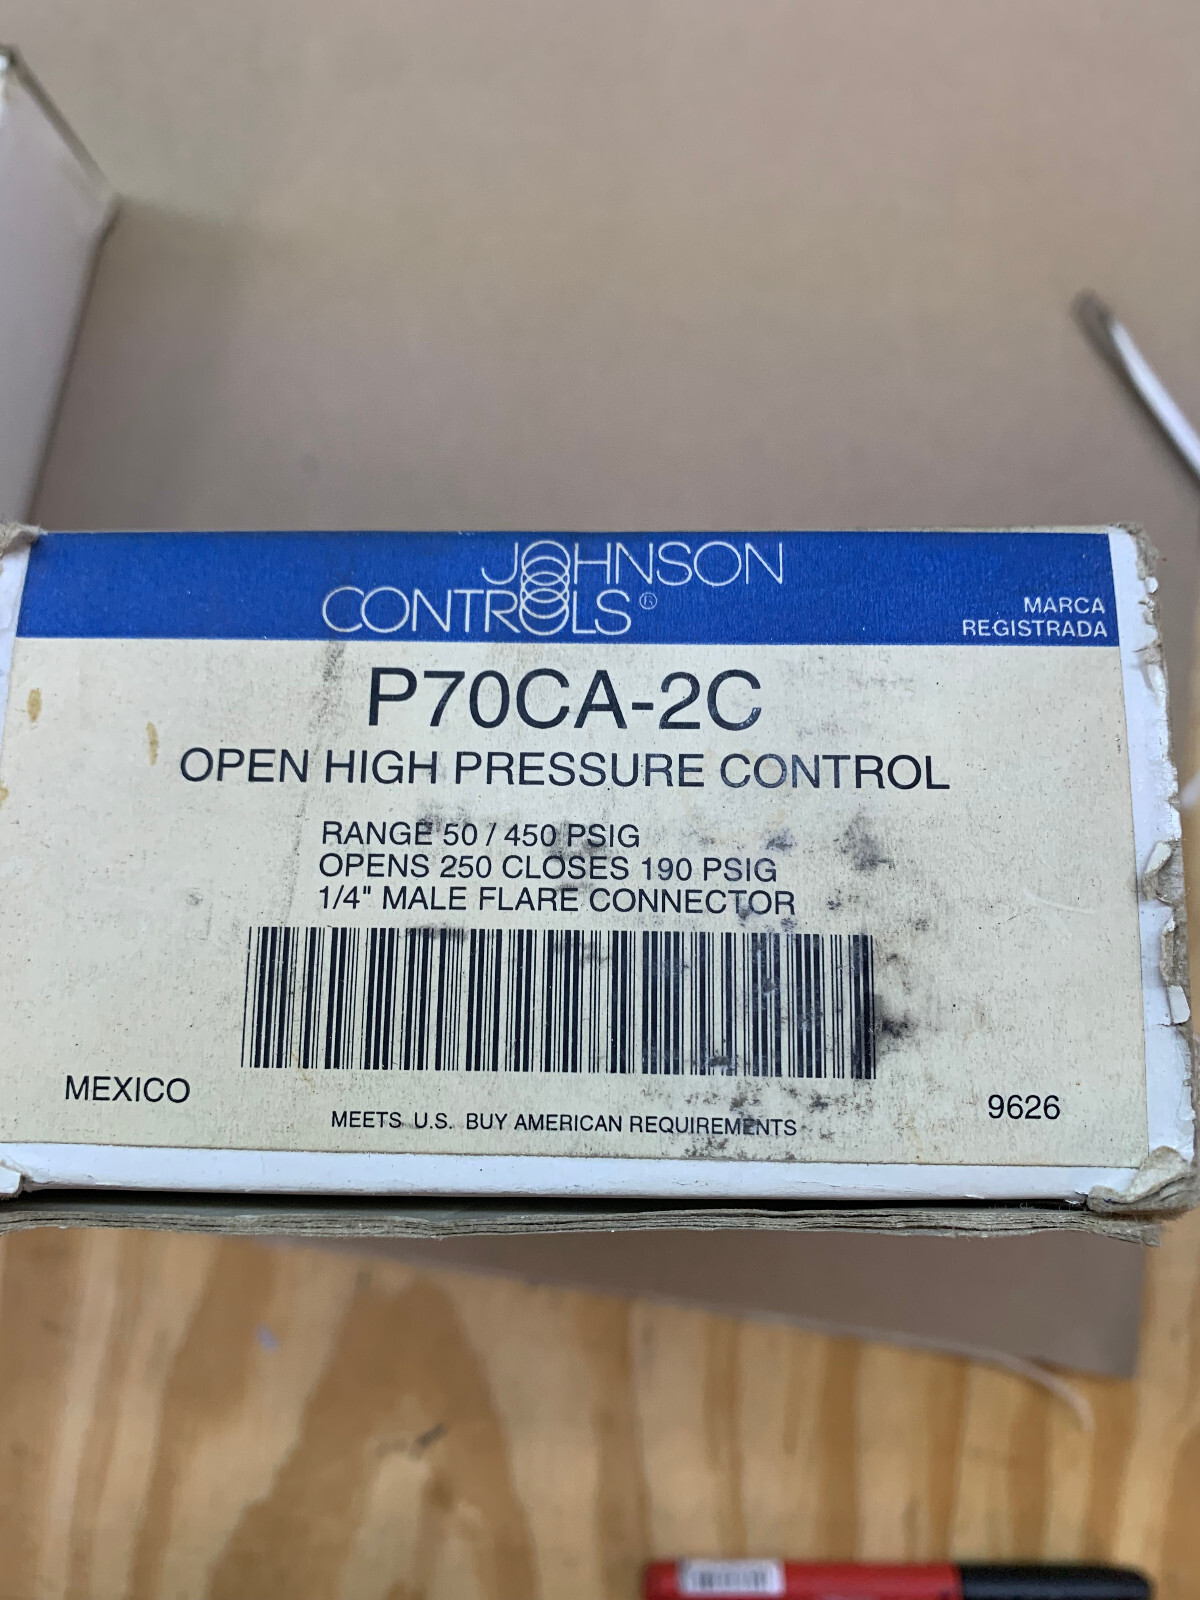 JOHNSON
CONTROLS®
MARCA
REGISTRADA
P70CA-2C
OPEN HIGH PRESSURE CONTROL
RANGE 50 / 450 PSIG
OPENS 250 CLOSES 190 PSIG
1/4" MALE FLARE CONNECTOR
MEXICO
9626
MEETS U.S. BUY AMERICAN REQUIREMENTS